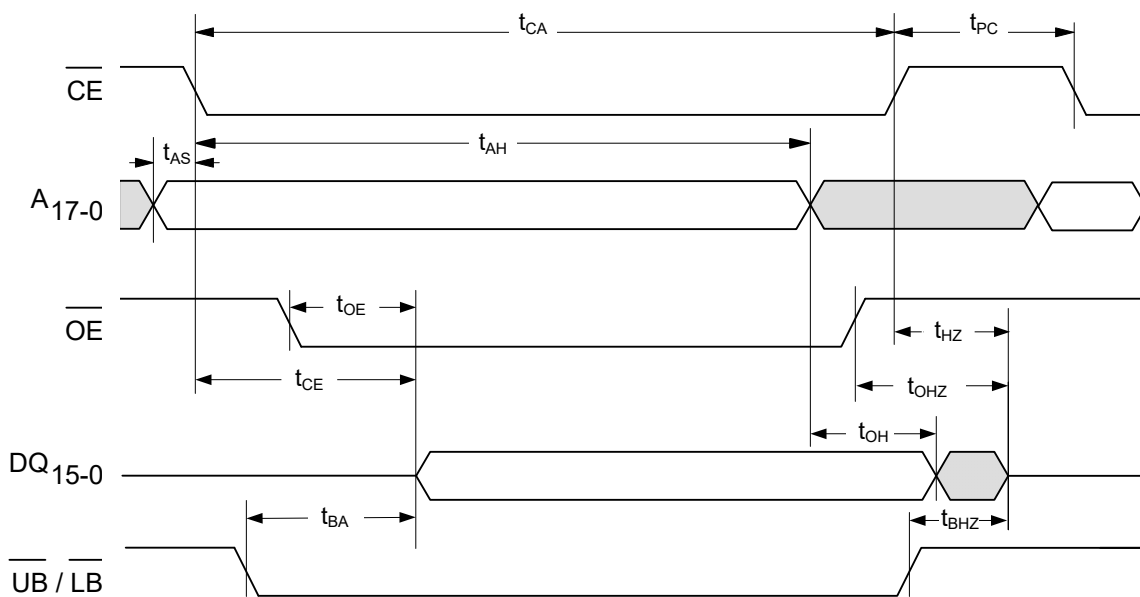 tCA
tPC
CE
tAS
tAH
A17-0
OE
tOE
tHZ
tCE
tOHZ
tOH
DQ15-0
tBA
tBHZ
UB / LB